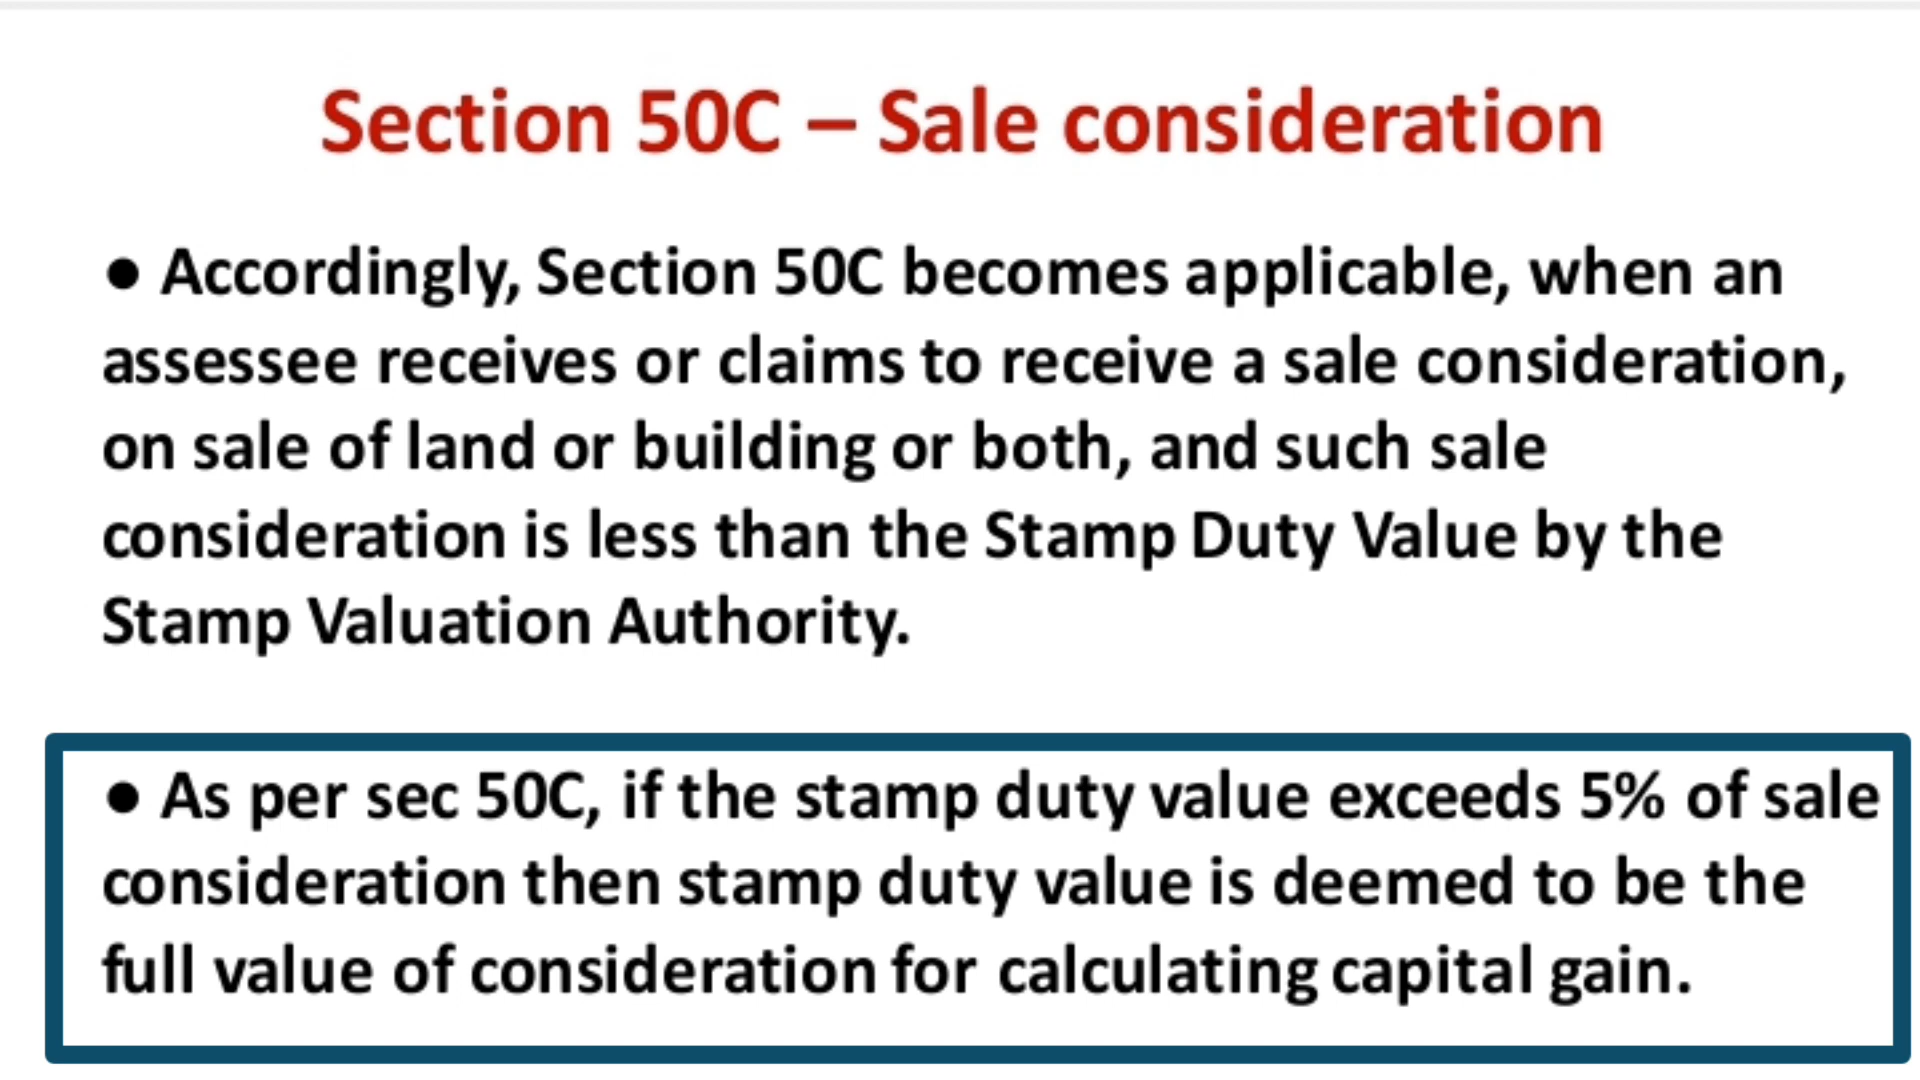 Section 50C – Sale consideration
● Accordingly, Section 50C becomes applicable, when an
assessee receives or claims to receive a sale consideration,
on sale of land or building or both, and such sale
consideration is less than the Stamp Duty Value by the
Stamp Valuation Authority.
● As per sec 50C, if the stamp duty value exceeds 5% of sale
consideration then stamp duty value is deemed to be the
full value of consideration for calculating capital gain.